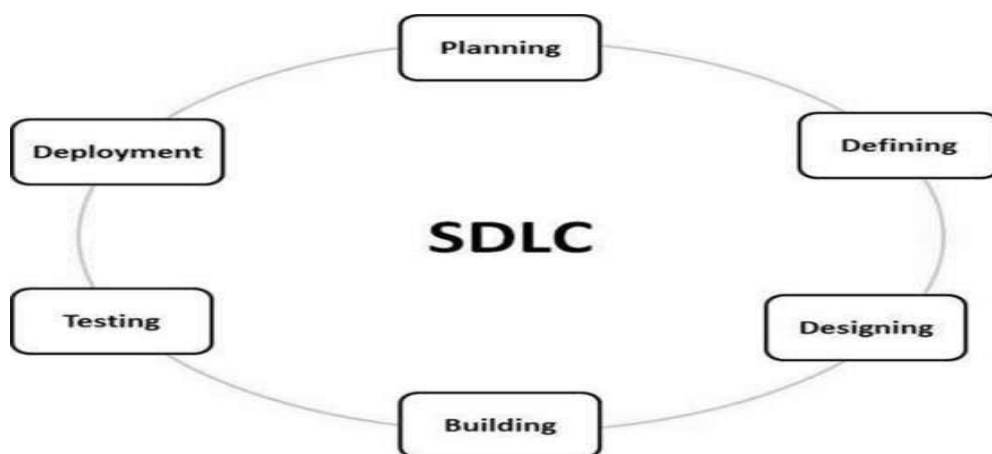 Planning
Deployment
Defining
SDLC
Testing
Designing
Building